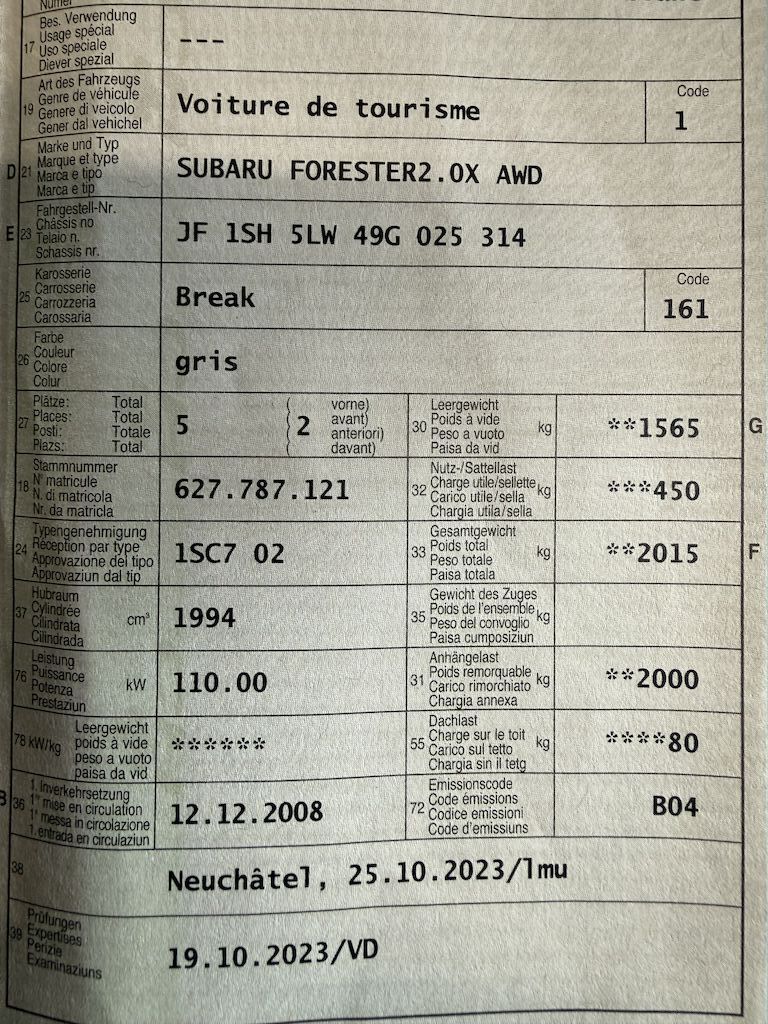 Numer
17
Bes. Verwendung
Usage spécial
Uso speciale
Diever spezial
---
19
Art des Fahrzeugs
Genre de véhicule
Genere di veicolo
Gener dal vehichel
Voiture de tourisme
Code
1
D 21
Marke und Typ
Marque et type
Marca e tipo
Marca e tip
SUBARU FORESTER2.0X AWD
E 23
Fahrgestell-Nr.
Châssis no
Telaio n.
Schassis nr.
JF 1SH 5LW 49G 025 314
25
Karosserie
Carrosserie
Carrozzeria
Carossaria
Break
Code
161
26
Farbe
Couleur
Colore
Colur
gris
27
Plätze: Total
Places: Total
Posti: Totale
Plazs: Total
5
( vorne)
( 2 avant)
( anteriori)
( davant)
30
Leergewicht
Poids à vide
Peso a vuoto
Paisa da vid
kg
**1565
G
18
Stammnummer
N° matricule
N. di matricola
Nr. da matricla
627.787.121
32
Nutz-/Sattellast
Charge utile/sellette
Carico utile/sella
Chargia utila/sella
kg
***450
24
Typengenehmigung
Réception par type
Approvazione del tipo
Approvaziun dal tip
1SC7 02
33
Gesamtgewicht
Poids total
Peso totale
Paisa totala
kg
**2015
F
37
Hubraum
Cylindrée
Cilindrata
Cilindrada
cm³
1994
35
Gewicht des Zuges
Poids de l'ensemble
Peso del convoglio
Paisa cumposiziun
kg
76
Leistung
Puissance
Potenza
Prestaziun
kW
110.00
31
Anhängelast
Poids remorquable
Carico rimorchiato
Chargia annexa
kg
**2000
78 kW/kg
Leergewicht
poids à vide
peso a vuoto
paisa da vid
******
55
Dachlast
Charge sur le toit
Carico sul tetto
Chargia sin il tetg
kg
****80
B 36
1. Inverkehrsetzung
1re mise en circulation
1a messa in circolazione
1. entrada en circulaziun
12.12.2008
72
Emissionscode
Code émissions
Codice emissioni
Code d'emissiuns
B04
38
Neuchâtel, 25.10.2023/lmu
39
Prüfungen
Expertises
Perizie
Examinaziuns
19.10.2023/VD